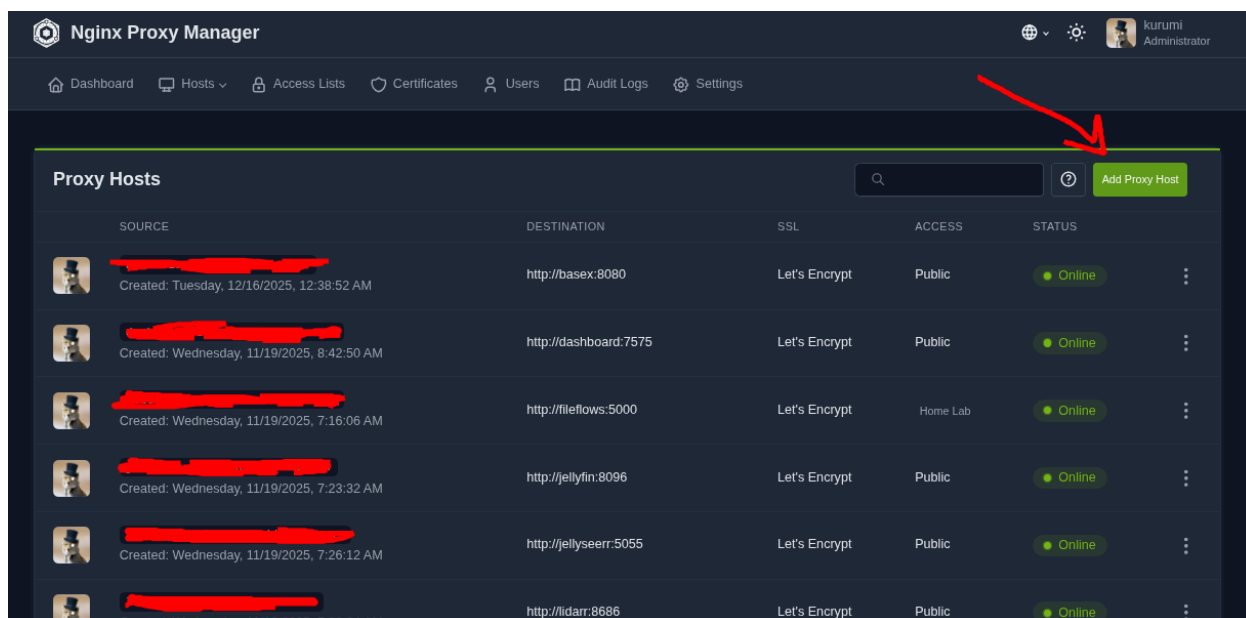 Nginx Proxy Manager
kurumi
Administrator
Dashboard Hosts Access Lists Certificates Users Audit Logs Settings
Proxy Hosts
Add Proxy Host
SOURCE DESTINATION SSL ACCESS STATUS
http://basex:8080 Let's Encrypt Public Online
Created: Tuesday, 12/16/2025, 12:38:52 AM
http://dashboard:7575 Let's Encrypt Public Online
Created: Wednesday, 11/19/2025, 8:42:50 AM
http://fileflows:5000 Let's Encrypt Home Lab Online
Created: Wednesday, 11/19/2025, 7:16:06 AM
http://jellyfin:8096 Let's Encrypt Public Online
Created: Wednesday, 11/19/2025, 7:23:32 AM
http://jellyseerr:5055 Let's Encrypt Public Online
Created: Wednesday, 11/19/2025, 7:26:12 AM
http://lidarr:8686 Let's Encrypt Public Online